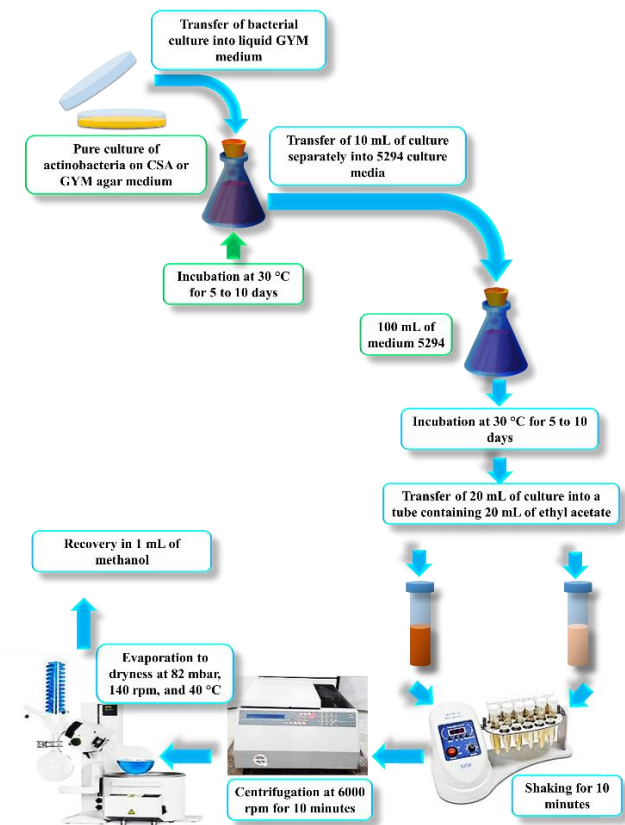 Transfer of bacterial
culture into liquid GYM
medium
Pure culture of
actinobacteria on CSA or
GYM agar medium
Transfer of 10 mL of culture
separately into 5294 culture
media
Incubation at 30 °C
for 5 to 10 days
100 mL of
medium 5294
Incubation at 30 °C for 5 to 10
days
Transfer of 20 mL of culture into a
tube containing 20 mL of ethyl acetate
Recovery in 1 mL of
methanol
Evaporation to
dryness at 82 mbar,
140 rpm, and 40 °C
Centrifugation at 6000
rpm for 10 minutes
Shaking for 10
minutes